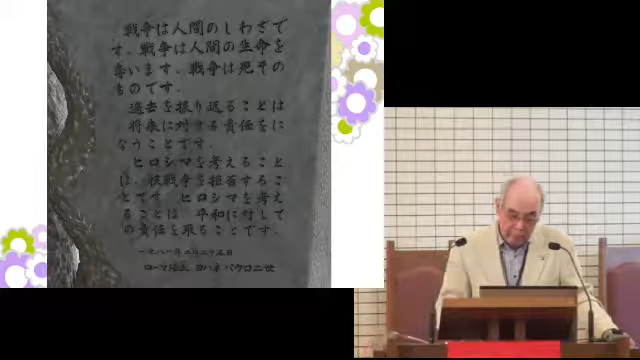 戦争は人間のしわざで
す。戦争は人間の生命を
奪います。戦争は死その
ものです。
過去を振り返ることは
将来に対する責任をに
なうことです。
ヒロシマを考えること
は、核戦争を拒否するこ
とです。ヒロシマを考え
ることは、平和に対して
の責任を取ることです。
一九八一年二月二十五日
ローマ法王 ヨハネ・パウロ二世